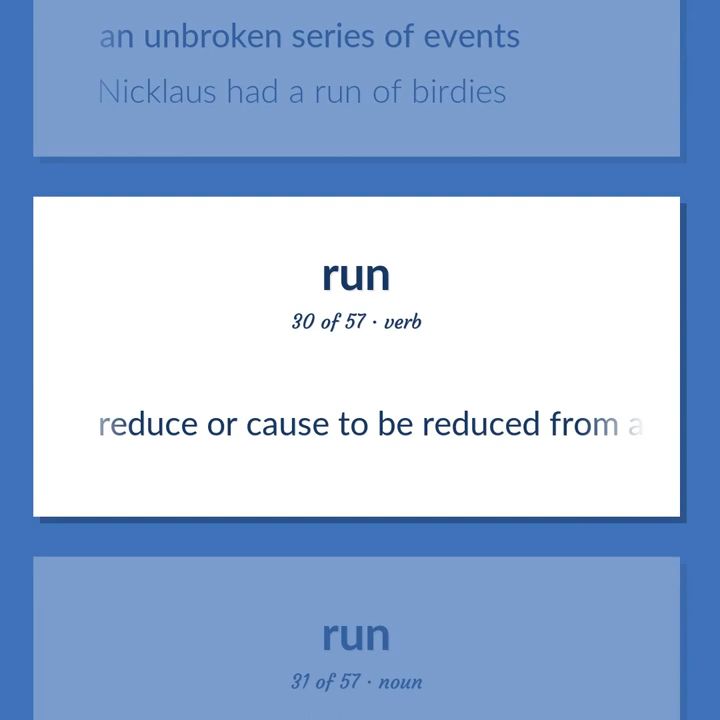 an unbroken series of events
Nicklaus had a run of birdies
run
30 of 57 · verb
reduce or cause to be reduced from a
run
31 of 57 · noun